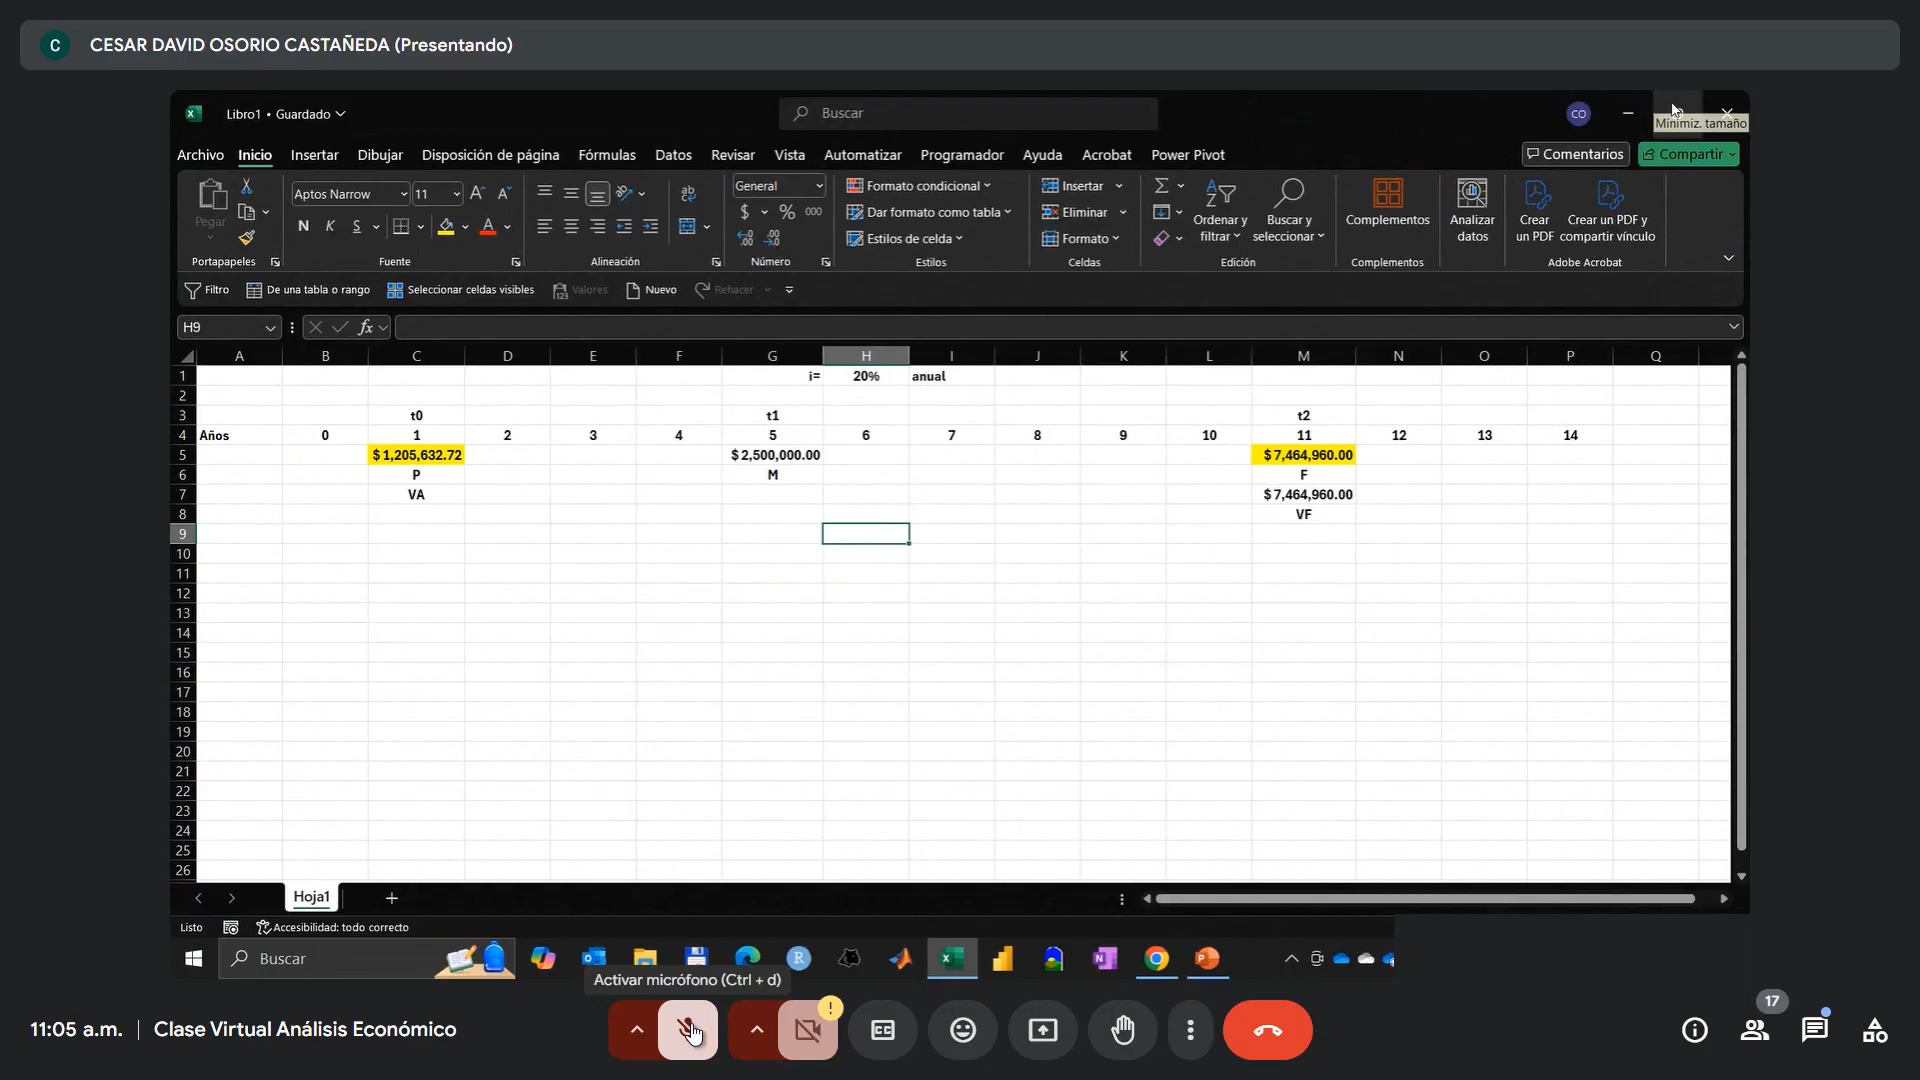 C CESAR DAVID OSORIO CASTAÑEDA (Presentando)
Libro1 • Guardado
Buscar
CO
Minimiz. tamaño
Archivo Inicio Insertar Dibujar Disposición de página Fórmulas Datos Revisar Vista Automatizar Programador Ayuda Acrobat Power Pivot
Comentarios Compartir
Pegar
Portapapeles
Aptos Narrow 11
N K S
Fuente
Alineación
General
$ % 000
Número
Formato condicional
Dar formato como tabla
Estilos de celda
Estilos
Insertar
Eliminar
Formato
Celdas
Ordenar y filtrar
Buscar y seleccionar
Edición
Complementos
Complementos
Analizar datos
Crear un PDF
Crear un PDF y compartir vínculo
Adobe Acrobat
Filtro De una tabla o rango Seleccionar celdas visibles Valores Nuevo Rehacer
H9 fx
A B C D E F G H I J K L M N O P Q
1 i= 20% anual
2
3 t0 t1 t2
4 Años 0 1 2 3 4 5 6 7 8 9 10 11 12 13 14
5 $ 1,205,632.72 $ 2,500,000.00 $ 7,464,960.00
6 P M F
7 VA $ 7,464,960.00
8 VF
9
10
11
12
13
14
15
16
17
18
19
20
21
22
23
24
25
26
Hoja1
Listo Accesibilidad: todo correcto
Buscar
Activar micrófono (Ctrl + d)
11:05 a.m. Clase Virtual Análisis Económico
17